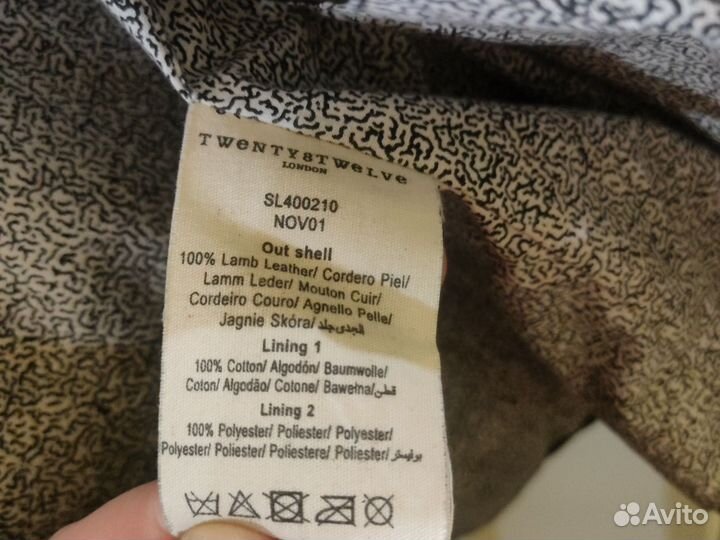 TWeNTY8TWeLVe
LONDON
SL400210
NOV01
Out shell
100% Lamb Leather/ Cordero Piel/
Lamm Leder/ Mouton Cuir/
Cordeiro Couro/ Agnello Pelle/
Jagnie Skóra/الجدي جلد
Lining 1
100% Cotton/ Algodón/ Baumwolle/
Coton/ Algodão/ Cotone/ Bawełna/قطن
Lining 2
100% Polyester/ Poliester/ Polyester/
Polyester/ Poliester/ Poliestere/ Poliester/بوليستر
Avito